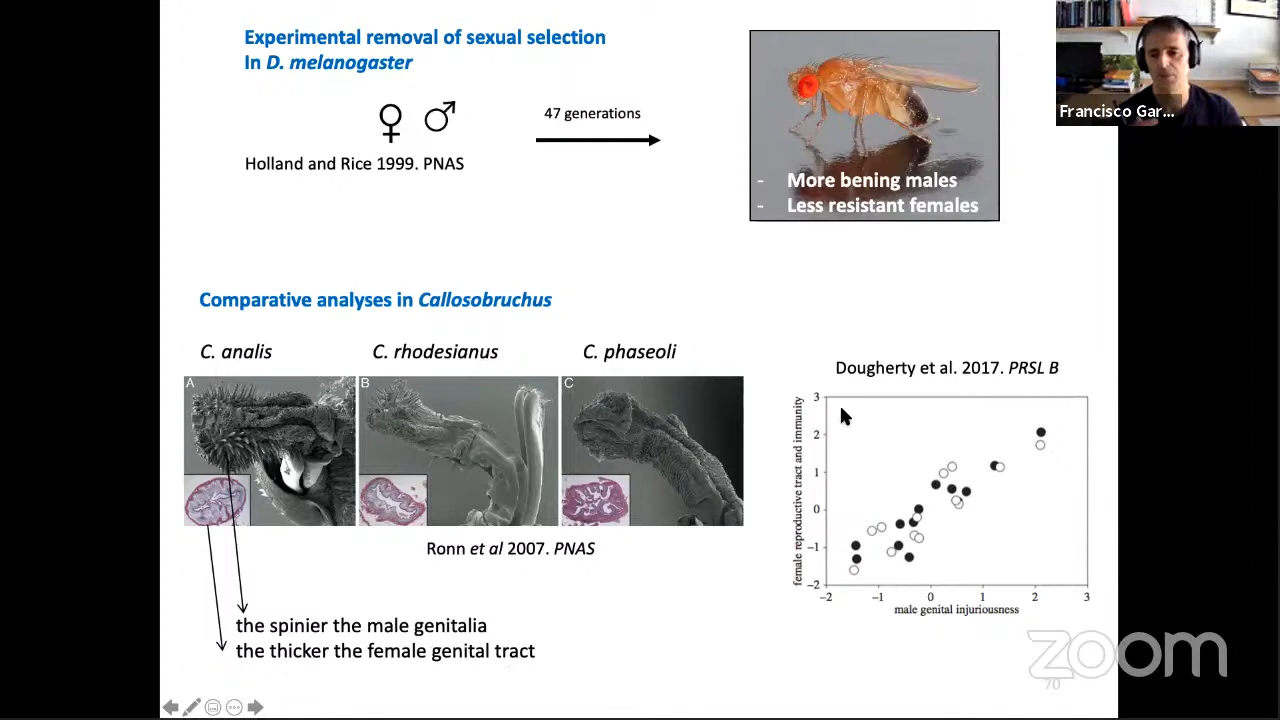 Experimental removal of sexual selection
In D. melanogaster
♀ ♂
47 generations
Holland and Rice 1999. PNAS
- More bening males
- Less resistant females
Francisco Gar...
Comparative analyses in Callosobruchus
C. analis
C. rhodesianus
C. phaseoli
A
B
C
Ronn et al 2007. PNAS
the spinier the male genitalia
the thicker the female genital tract
Dougherty et al. 2017. PRSL B
female reproductive tract and immunity
3
2
1
0
−1
−2
−2 −1 0 1 2 3
male genital injuriousness
zoom
70